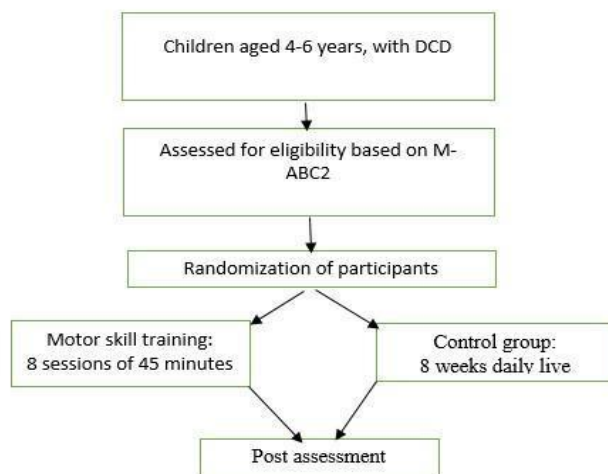 Children aged 4-6 years, with DCD
Assessed for eligibility based on M-
ABC2
Randomization of participants
Motor skill training:
8 sessions of 45 minutes
Control group:
8 weeks daily live
Post assessment